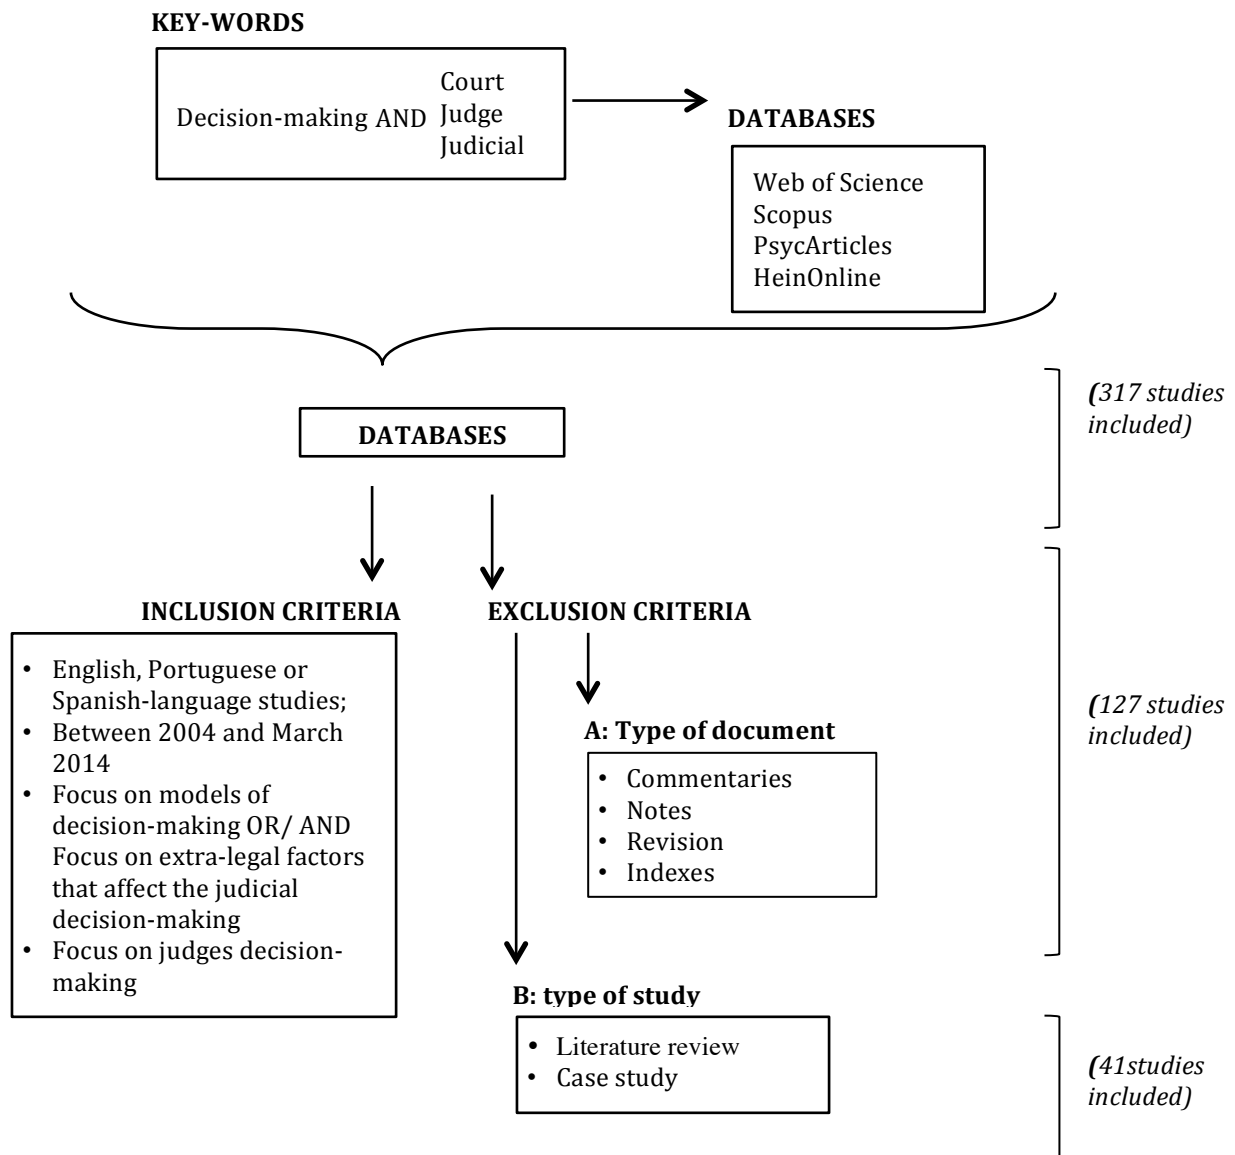 KEY-WORDS
Decision-making AND
Court
Judge
Judicial
DATABASES
Web of Science
Scopus
PsycArticles
HeinOnline
DATABASES
(317 studies
included)
INCLUSION CRITERIA
• English, Portuguese or
Spanish-language studies;
• Between 2004 and March
2014
• Focus on models of
decision-making OR/ AND
Focus on extra-legal factors
that affect the judicial
decision-making
• Focus on judges decision-
making
EXCLUSION CRITERIA
A: Type of document
• Commentaries
• Notes
• Revision
• Indexes
(127 studies
included)
B: type of study
• Literature review
• Case study
(41studies
included)